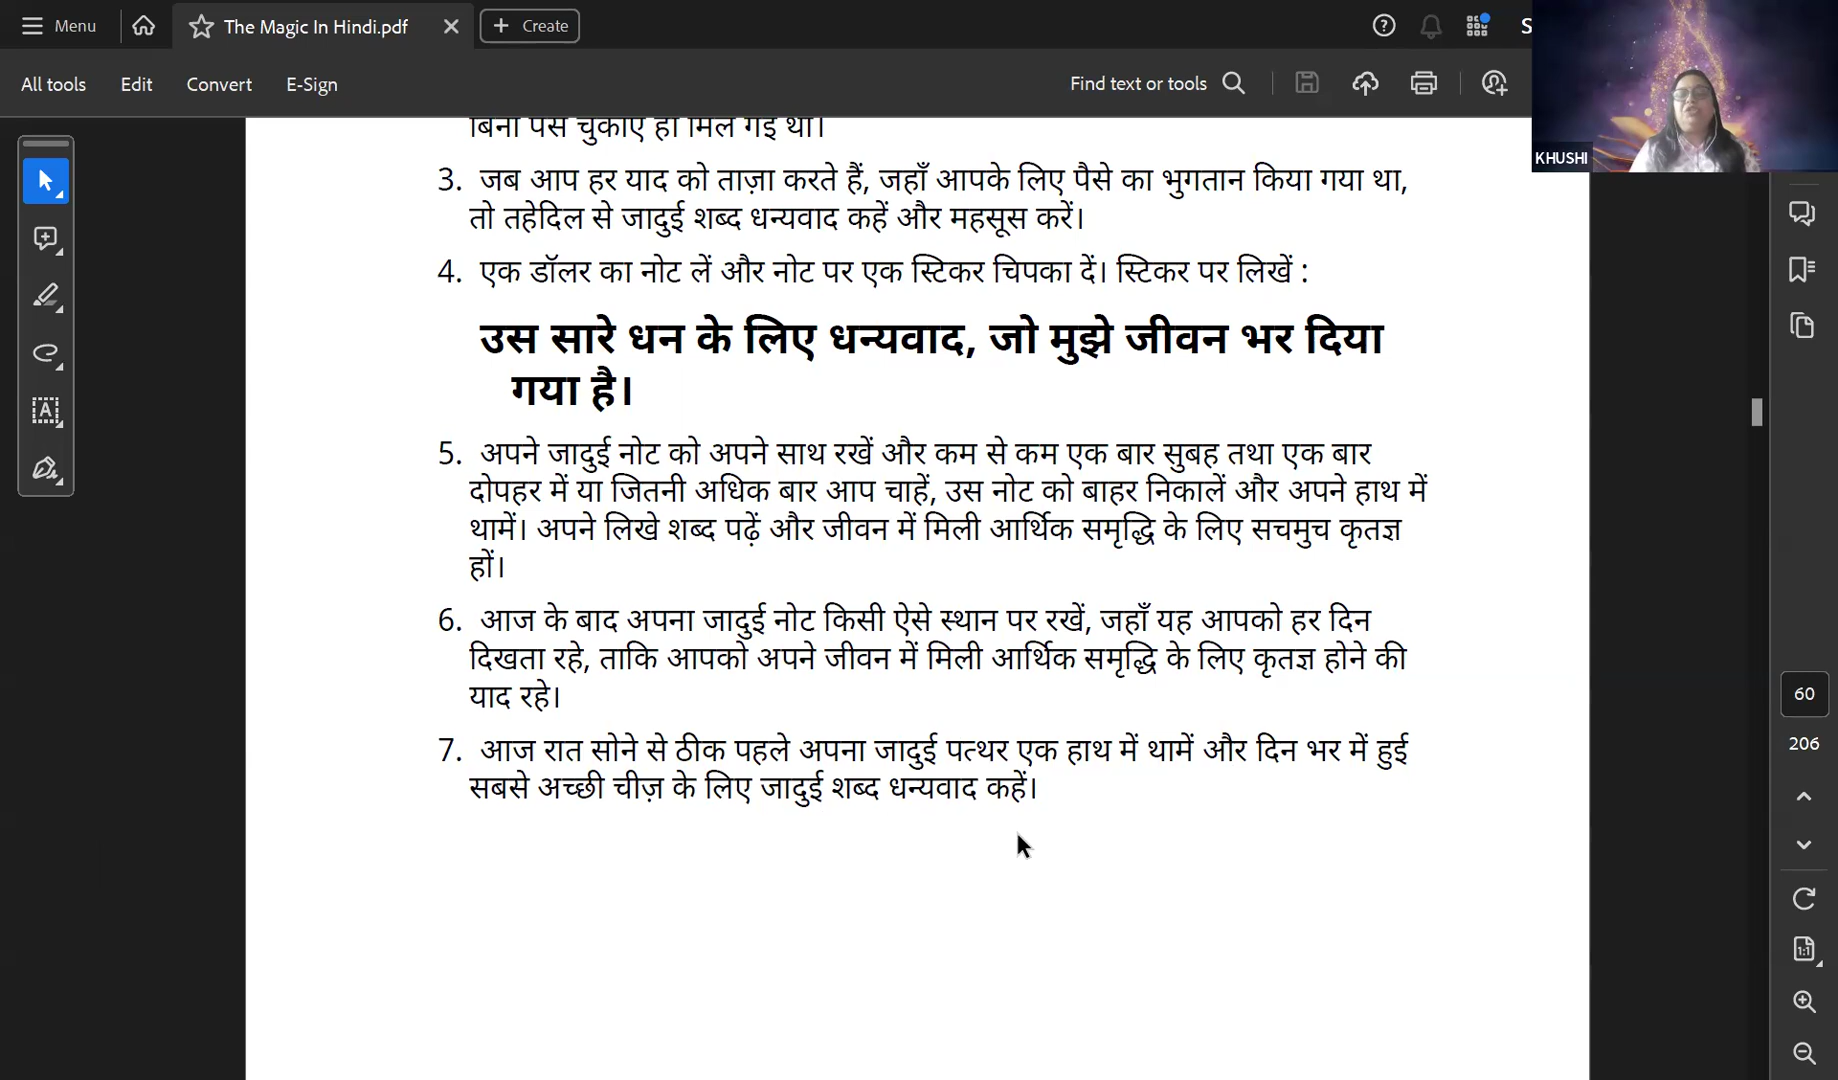 Menu
The Magic In Hindi.pdf
Create
All tools
Edit
Convert
E-Sign
Find text or tools
KHUSHI
बिना पैसे चुकाए ही मिल गई थी।
3. जब आप हर याद को ताज़ा करते हैं, जहाँ आपके लिए पैसे का भुगतान किया गया था,
तो तहेदिल से जादुई शब्द धन्यवाद कहें और महसूस करें।
4. एक डॉलर का नोट लें और नोट पर एक स्टिकर चिपका दें। स्टिकर पर लिखें :
उस सारे धन के लिए धन्यवाद, जो मुझे जीवन भर दिया
गया है।
5. अपने जादुई नोट को अपने साथ रखें और कम से कम एक बार सुबह तथा एक बार
दोपहर में या जितनी अधिक बार आप चाहें, उस नोट को बाहर निकालें और अपने हाथ में
थामें। अपने लिखे शब्द पढ़ें और जीवन में मिली आर्थिक समृद्धि के लिए सचमुच कृतज्ञ
हों।
6. आज के बाद अपना जादुई नोट किसी ऐसे स्थान पर रखें, जहाँ यह आपको हर दिन
दिखता रहे, ताकि आपको अपने जीवन में मिली आर्थिक समृद्धि के लिए कृतज्ञ होने की
याद रहे।
7. आज रात सोने से ठीक पहले अपना जादुई पत्थर एक हाथ में थामें और दिन भर में हुई
सबसे अच्छी चीज़ के लिए जादुई शब्द धन्यवाद कहें।
60
206